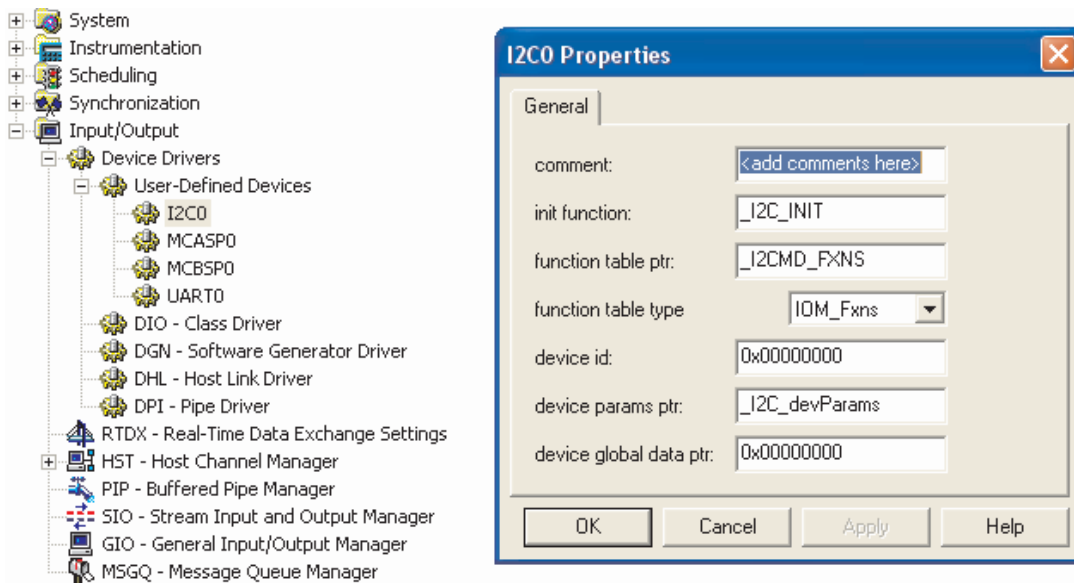 System
Instrumentation
Scheduling
Synchronization
Input/Output
Device Drivers
User-Defined Devices
I2C0
MCASP0
MCBSP0
UART0
DIO - Class Driver
DGN - Software Generator Driver
DHL - Host Link Driver
DPI - Pipe Driver
RTDX - Real-Time Data Exchange Settings
HST - Host Channel Manager
PIP - Buffered Pipe Manager
SIO - Stream Input and Output Manager
GIO - General Input/Output Manager
MSGQ - Message Queue Manager
I2C0 Properties
General
comment: <add comments here>
init function: _I2C_INIT
function table ptr: _I2CMD_FXNS
function table type IOM_Fxns
device id: 0x00000000
device params ptr: _I2C_devParams
device global data ptr: 0x00000000
OK Cancel Apply Help